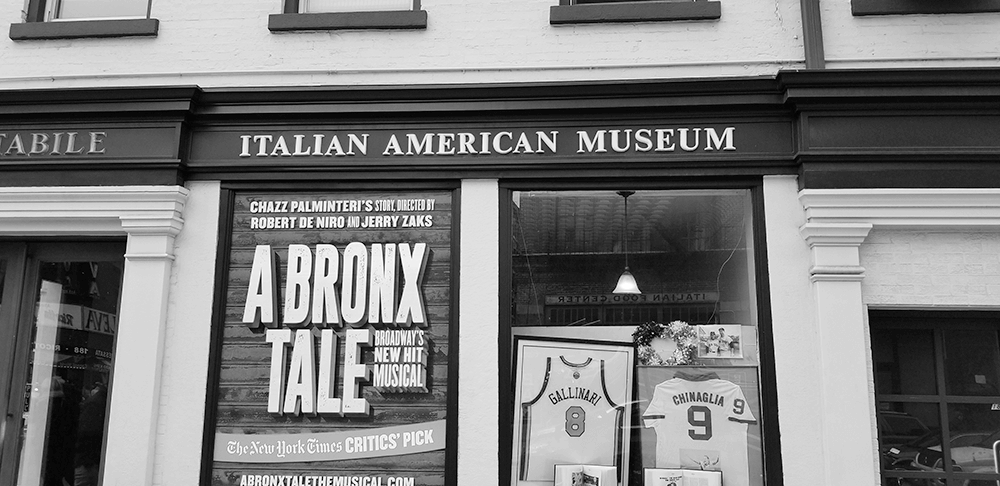 TABILE
ITALIAN AMERICAN MUSEUM
CHAZZ PALMINTERI'S STORY. DIRECTED BY
ROBERT DE NIRO AND JERRY ZAKS
A BRONX
TALE
BROADWAY'S
NEW HIT
MUSICAL
The New York Times CRITICS' PICK
ABRONXTALETHEMUSICAL.COM
ITALIAN FOOD CENTER
GALLINARI
8
CHINAGLIA
9
9
188